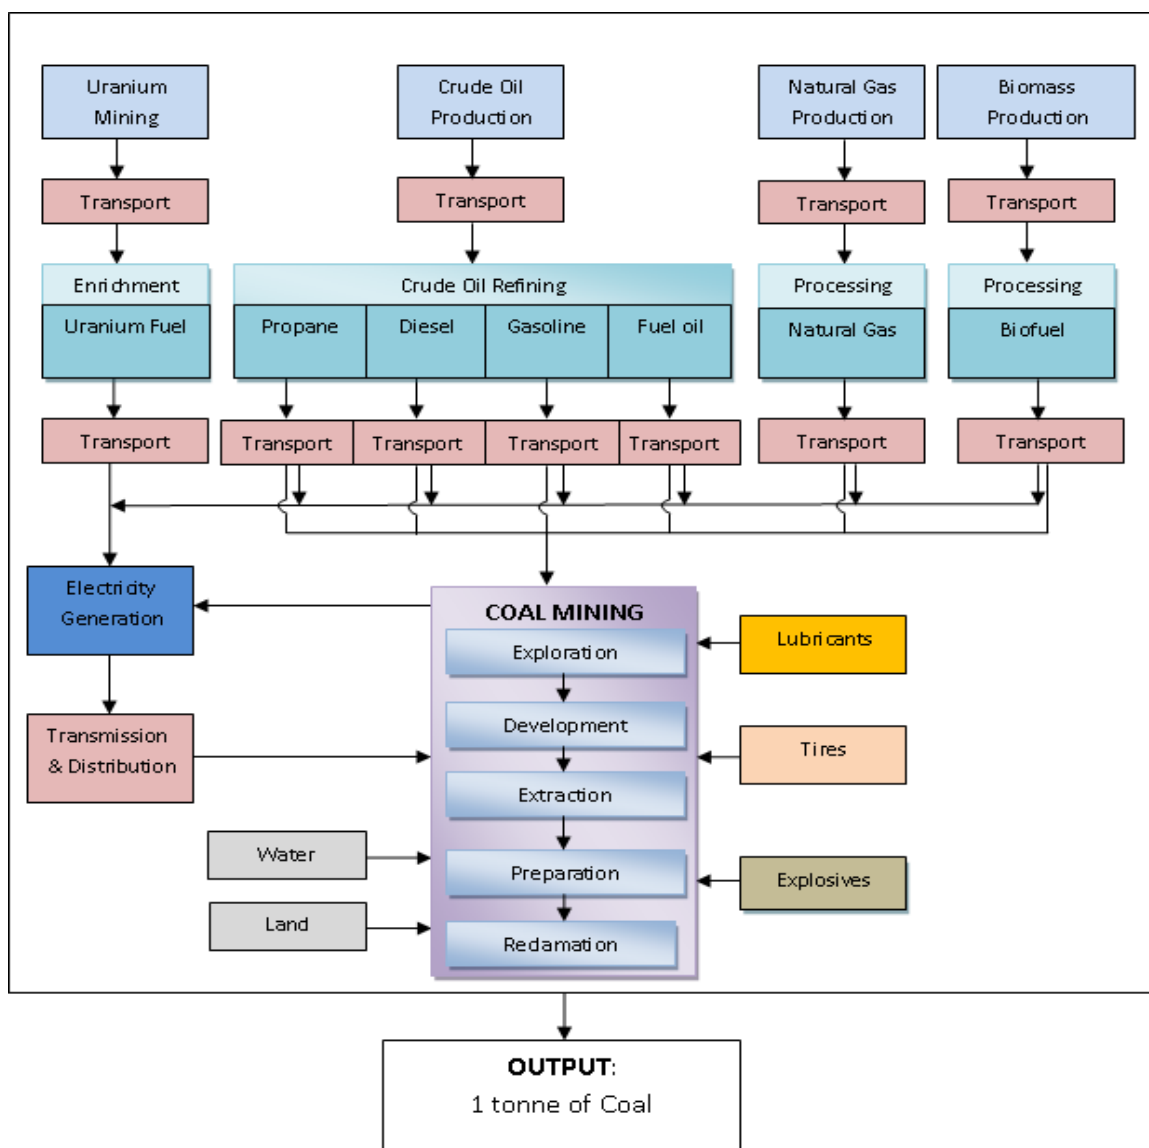 Uranium
Mining
Crude Oil
Production
Natural Gas
Production
Biomass
Production
Transport
Transport
Transport
Transport
Enrichment
Uranium Fuel
Crude Oil Refining
Propane
Diesel
Gasoline
Fuel oil
Processing
Natural Gas
Processing
Biofuel
Transport
Transport
Transport
Transport
Transport
Transport
Transport
Electricity
Generation
COAL MINING
Exploration
Lubricants
Development
Transmission
& Distribution
Tires
Extraction
Water
Preparation
Explosives
Land
Reclamation
OUTPUT:
1 tonne of Coal